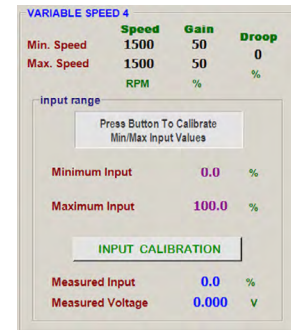 VARIABLE SPEED 4
Speed Gain Droop
Min. Speed 1500 50 0
Max. Speed 1500 50
RPM % %
input range
Press Button To Calibrate
Min/Max Input Values
Minimum Input 0.0 %
Maximum Input 100.0 %
INPUT CALIBRATION
Measured Input 0.0 %
Measured Voltage 0.000 V